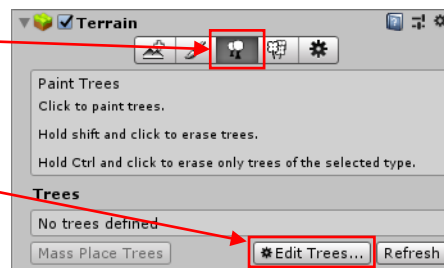 Terrain
Paint Trees
Click to paint trees.
Hold shift and click to erase trees.
Hold Ctrl and click to erase only trees of the selected type.
Trees
No trees defined
Mass Place Trees
Edit Trees...
Refresh